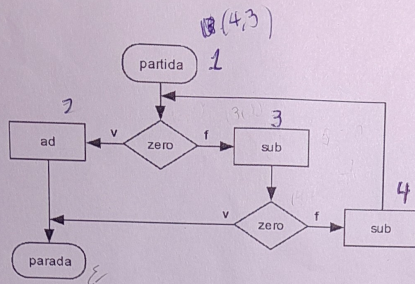 (4,3)
partida 1
2
3
ad
v
zero
f
sub
4
v
zero
f
sub
parada